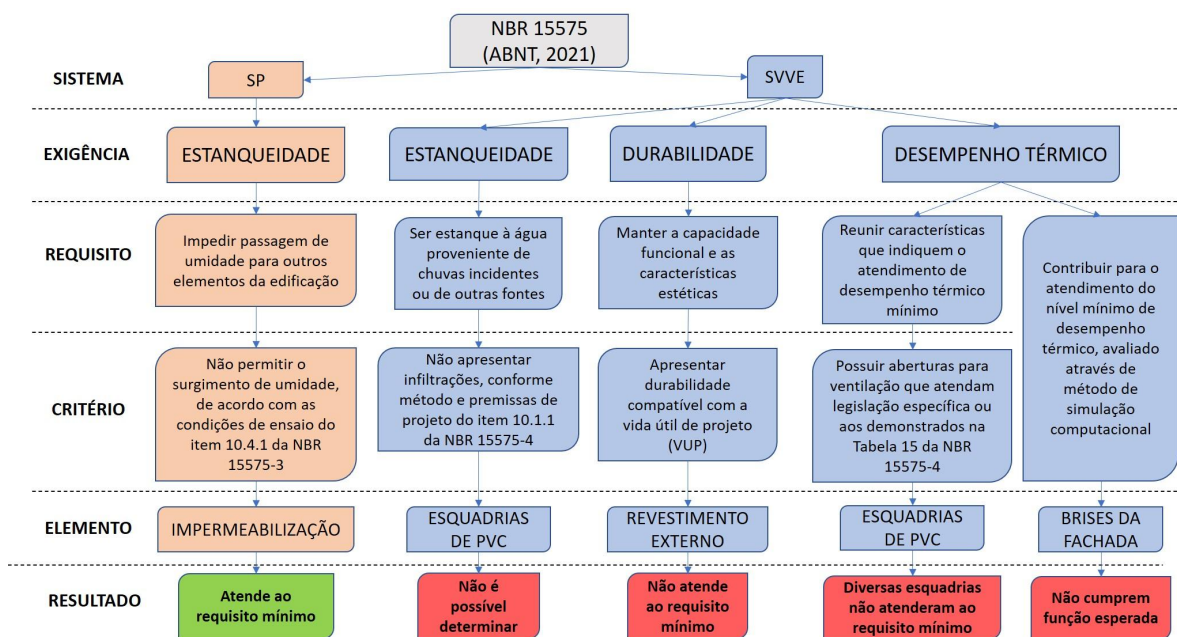 NBR 15575
(ABNT, 2021)
SISTEMA
SP
SVVE
EXIGÊNCIA
ESTANQUEIDADE
ESTANQUEIDADE
DURABILIDADE
DESEMPENHO TÉRMICO
REQUISITO
Impedir passagem de
umidade para outros
elementos da edificação
Ser estanque à água
proveniente de
chuvas incidentes
ou de outras fontes
Manter a capacidade
funcional e as
características
estéticas
Reunir características
que indiquem o
atendimento de
desempenho térmico
mínimo
Contribuir para o
atendimento do
nível mínimo de
desempenho
térmico, avaliado
através de
método de
simulação
computacional
CRITÉRIO
Não permitir o
surgimento de umidade,
de acordo com as
condições de ensaio do
item 10.4.1 da NBR
15575-3
Não apresentar
infiltrações, conforme
método e premissas de
projeto do item 10.1.1
da NBR 15575-4
Apresentar
durabilidade
compatível com a
vida útil de projeto
(VUP)
Possuir aberturas para
ventilação que atendam
legislação específica ou
aos demonstrados na
Tabela 15 da NBR
15575-4
ELEMENTO
IMPERMEABILIZAÇÃO
ESQUADRIAS
DE PVC
REVESTIMENTO
EXTERNO
ESQUADRIAS
DE PVC
BRISES DA
FACHADA
RESULTADO
Atende ao
requisito mínimo
Não é
possível
determinar
Não atende
ao requisito
mínimo
Diversas esquadrias
não atenderam ao
requisito mínimo
Não cumprem
função esperada